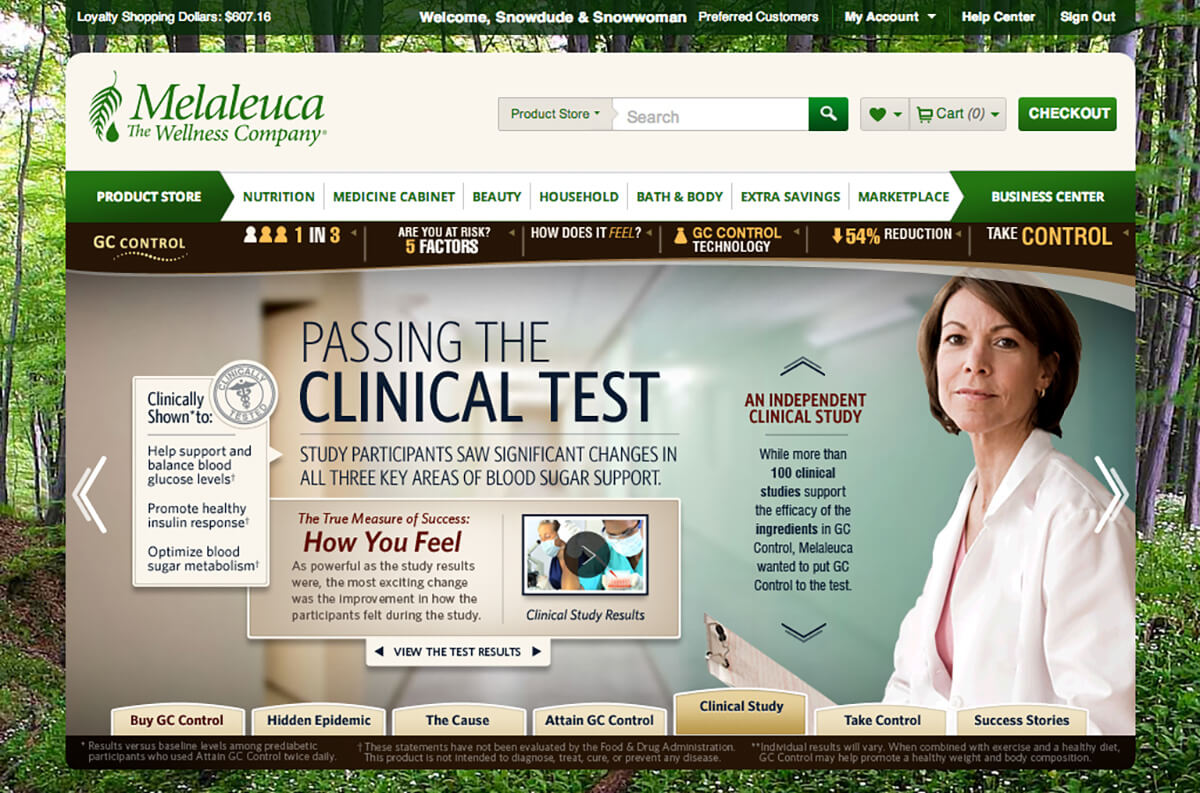 Loyalty Shopping Dollars: $607.16
Welcome, Snowdude & Snowwoman
Preferred Customers
My Account
Help Center
Sign Out
Melaleuca
The Wellness Company®
Product Store
Search
Cart (0)
CHECKOUT
PRODUCT STORE
NUTRITION
MEDICINE CABINET
BEAUTY
HOUSEHOLD
BATH & BODY
EXTRA SAVINGS
MARKETPLACE
BUSINESS CENTER
GC CONTROL
1 IN 3
ARE YOU AT RISK?
5 FACTORS
HOW DOES IT FEEL?
GC CONTROL
TECHNOLOGY
54% REDUCTION
TAKE CONTROL
PASSING THE
CLINICAL TEST
STUDY PARTICIPANTS SAW SIGNIFICANT CHANGES IN
ALL THREE KEY AREAS OF BLOOD SUGAR SUPPORT.
CLINICALLY
TESTED
Clinically
Shown*to:
Help support and
balance blood
glucose levels†
Promote healthy
insulin response†
Optimize blood
sugar metabolism†
The True Measure of Success:
How You Feel
As powerful as the study results
were, the most exciting change
was the improvement in how the
participants felt during the study.
Clinical Study Results
VIEW THE TEST RESULTS
AN INDEPENDENT
CLINICAL STUDY
While more than
100 clinical
studies support
the efficacy of the
ingredients in GC
Control, Melaleuca
wanted to put GC
Control to the test.
Buy GC Control
Hidden Epidemic
The Cause
Attain GC Control
Clinical Study
Take Control
Success Stories
* Results versus baseline levels among prediabetic
participants who used Attain GC Control twice daily.
† These statements have not been evaluated by the Food & Drug Administration.
This product is not intended to diagnose, treat, cure, or prevent any disease.
**Individual results will vary. When combined with exercise and a healthy diet,
GC Control may help promote a healthy weight and body composition.